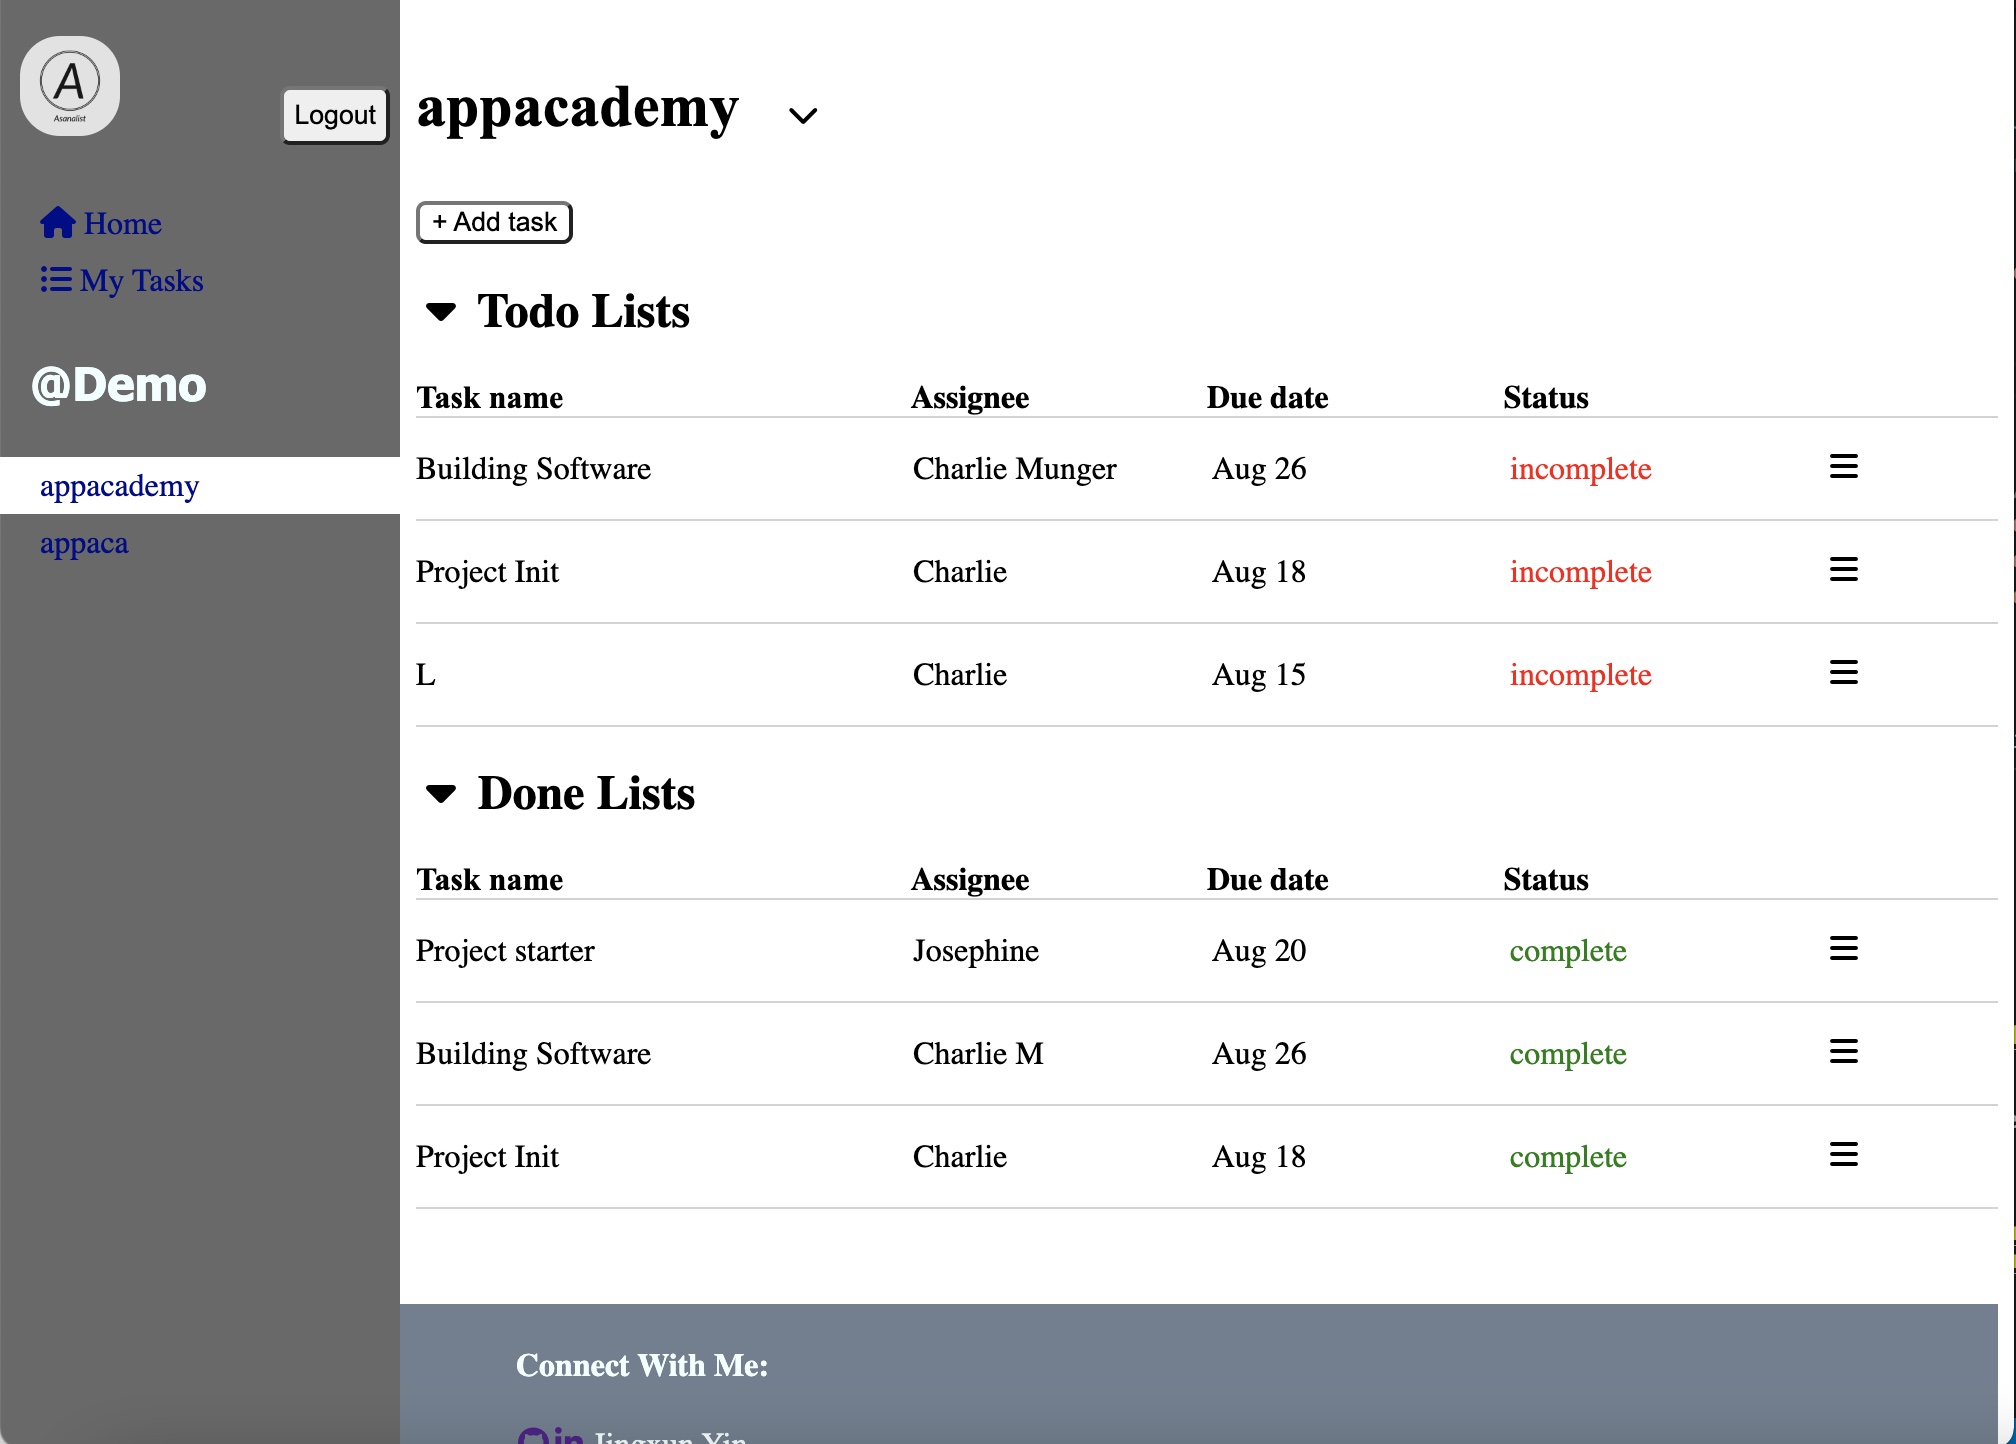 A
Asanalist
Logout
Home
My Tasks
@Demo
appacademy
appaca
appacademy
+ Add task
Todo Lists
Task name Assignee Due date Status
Building Software Charlie Munger Aug 26 incomplete
Project Init Charlie Aug 18 incomplete
L Charlie Aug 15 incomplete
Done Lists
Task name Assignee Due date Status
Project starter Josephine Aug 20 complete
Building Software Charlie M Aug 26 complete
Project Init Charlie Aug 18 complete
Connect With Me:
in Jingxun Yin